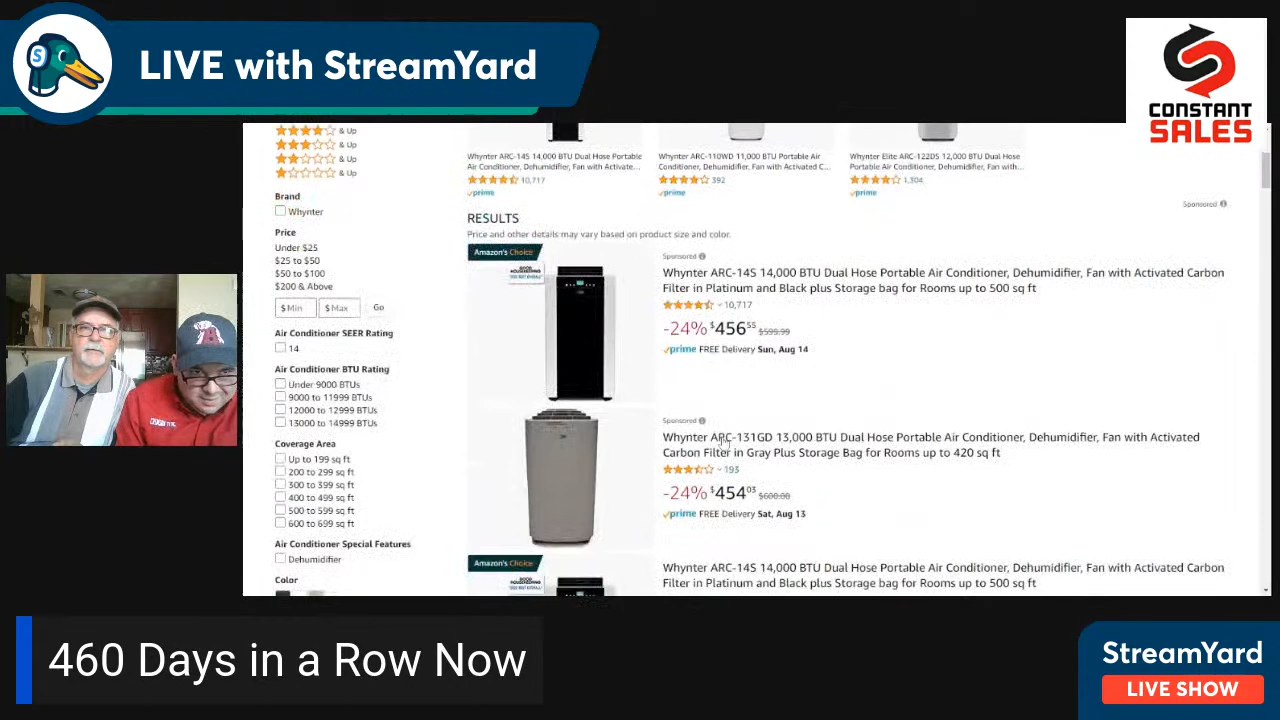 LIVE with StreamYard
S
CONSTANT
SALES
& Up
& Up
& Up
& Up
Brand
Whynter
Price
Under $25
$25 to $50
$50 to $100
$200 & Above
$ Min $ Max Go
Air Conditioner SEER Rating
14
Air Conditioner BTU Rating
Under 9000 BTUs
9000 to 11999 BTUs
12000 to 12999 BTUs
13000 to 14999 BTUs
Coverage Area
Up to 199 sq ft
200 to 299 sq ft
300 to 399 sq ft
400 to 499 sq ft
500 to 599 sq ft
600 to 699 sq ft
Air Conditioner Special Features
Dehumidifier
Color
Whynter ARC-14S 14,000 BTU Dual Hose Portable
Air Conditioner, Dehumidifier, Fan with Activate...
10,717
prime
Whynter ARC-110WD 11,000 BTU Portable Air
Conditioner, Dehumidifier, Fan with Activated C...
392
prime
Whynter Elite ARC-122DS 12,000 BTU Dual Hose
Portable Air Conditioner, Dehumidifier, Fan with...
1,304
prime
Sponsored
RESULTS
Price and other details may vary based on product size and color.
Amazon's Choice
GOOD
HOUSEKEEPING
Sponsored
Whynter ARC-14S 14,000 BTU Dual Hose Portable Air Conditioner, Dehumidifier, Fan with Activated Carbon
Filter in Platinum and Black plus Storage bag for Rooms up to 500 sq ft
10,717
-24% $456 55 $599.99
prime FREE Delivery Sun, Aug 14
Sponsored
Whynter ARC-131GD 13,000 BTU Dual Hose Portable Air Conditioner, Dehumidifier, Fan with Activated
Carbon Filter in Gray Plus Storage Bag for Rooms up to 420 sq ft
193
-24% $454 03 $600.00
prime FREE Delivery Sat, Aug 13
Amazon's Choice
GOOD
HOUSEKEEPING
Whynter ARC-14S 14,000 BTU Dual Hose Portable Air Conditioner, Dehumidifier, Fan with Activated Carbon
Filter in Platinum and Black plus Storage bag for Rooms up to 500 sq ft
460 Days in a Row Now
StreamYard
LIVE SHOW